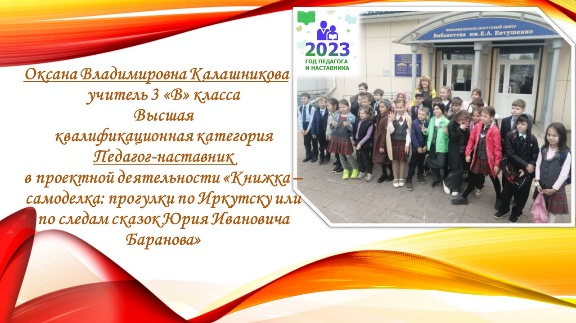 Оксана Владимировна Калашникова
учитель 3 «В» класса
Высшая
квалификационная категория
Педагог-наставник
в проектной деятельности «Книжка –
самоделка: прогулки по Иркутску или
по следам сказок Юрия Ивановича
Баранова»
2023
ГОД ПЕДАГОГА
И НАСТАВНИКА
Библиотека им. Е.А. Евтушенко